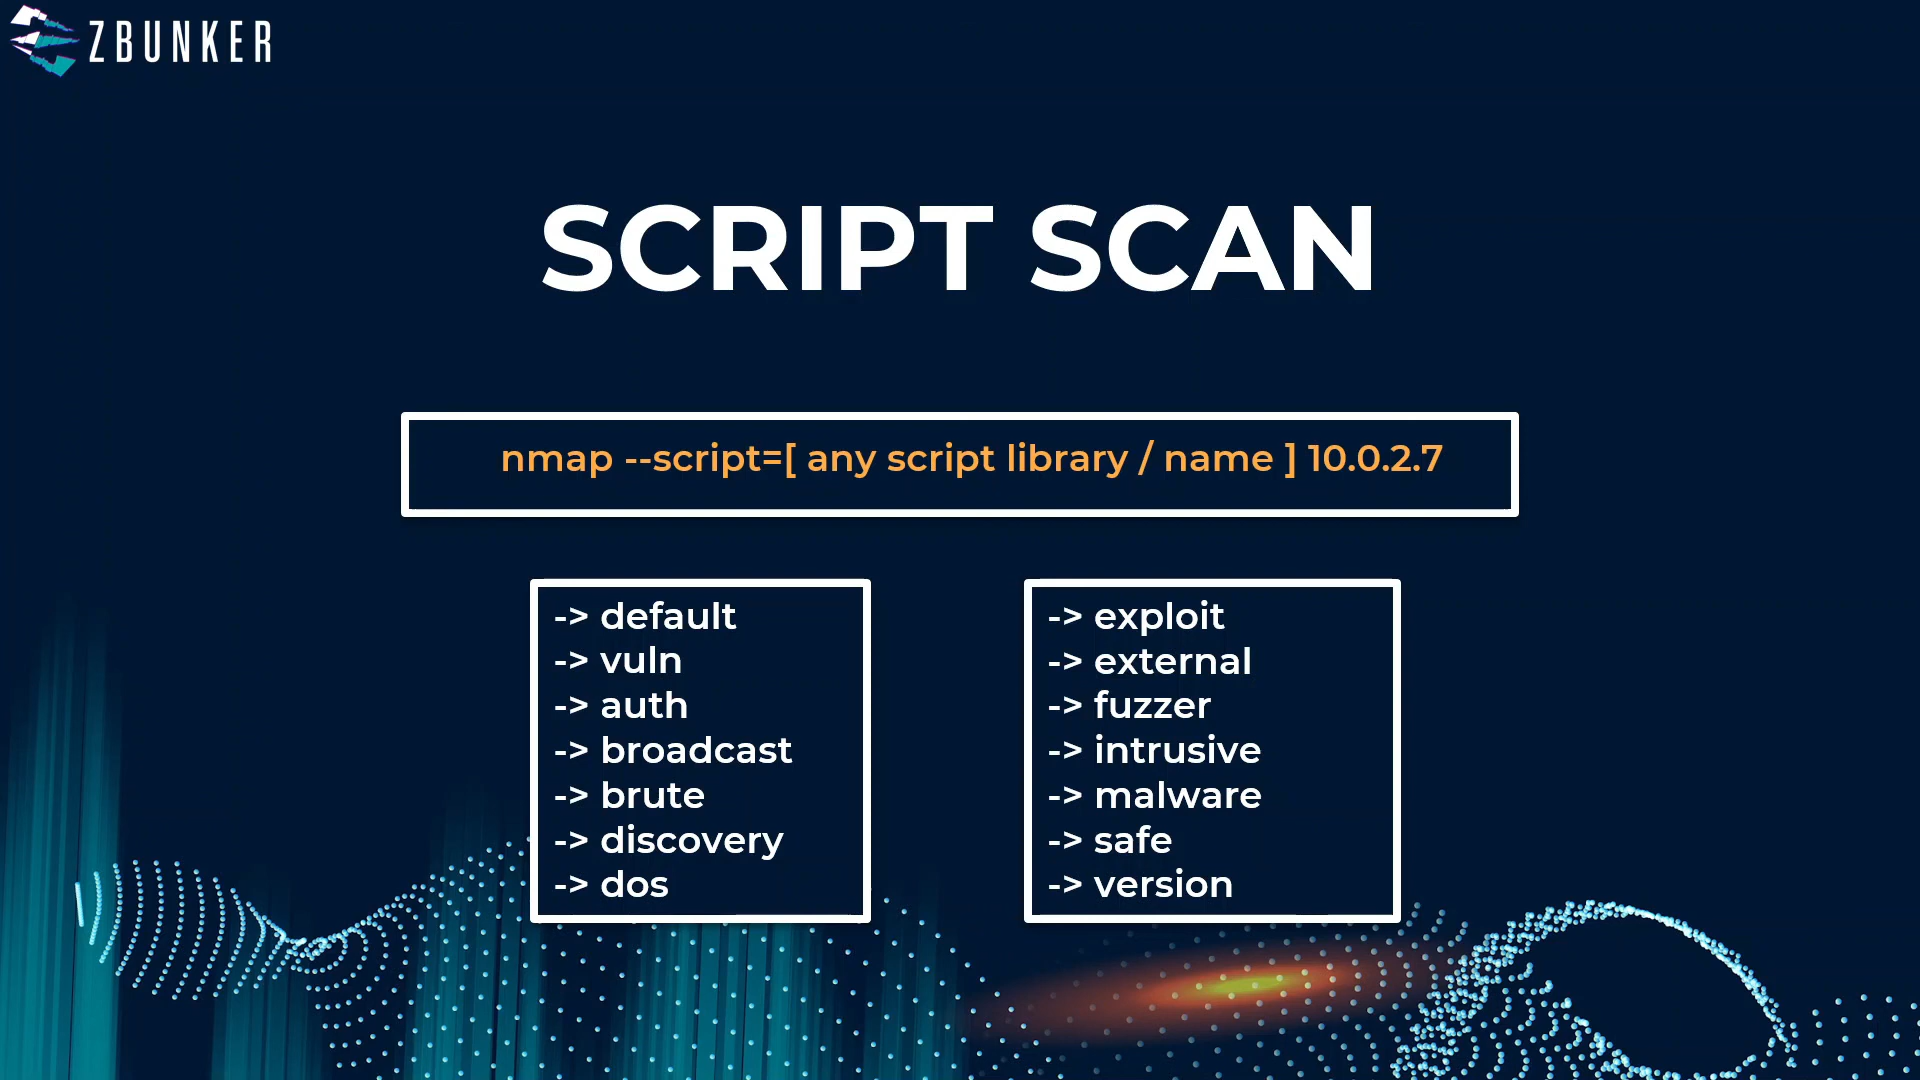 ZBUNKER
SCRIPT SCAN
nmap --script=[ any script library / name ] 10.0.2.7
-> default
-> vuln
-> auth
-> broadcast
-> brute
-> discovery
-> dos
-> exploit
-> external
-> fuzzer
-> intrusive
-> malware
-> safe
-> version